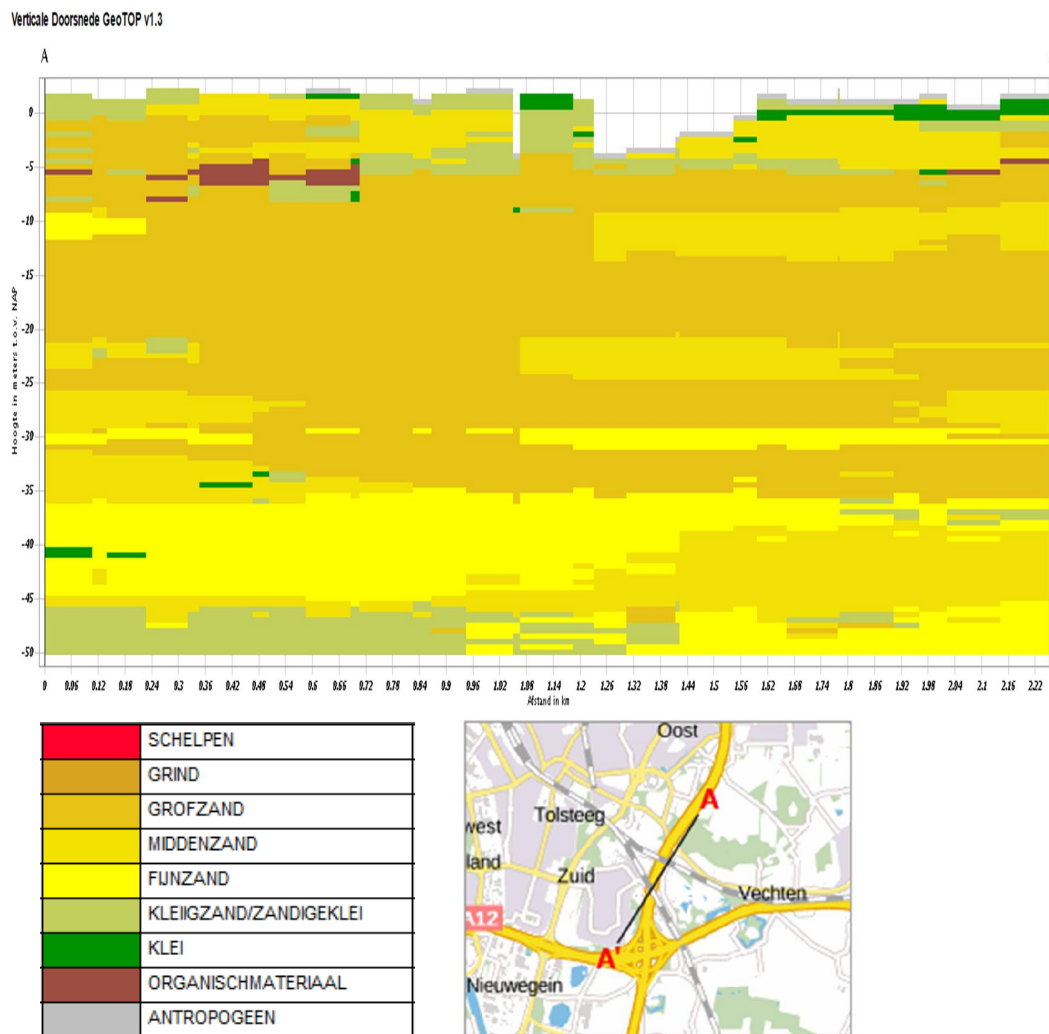 Verticale Doorsnede GeoTOP v1.3
A
0
-5
-10
-15
-20
-25
-30
-35
-40
-45
-50
Hoogte in meters t.o.v. NAP
0 0.06 0.12 0.18 0.24 0.3 0.36 0.42 0.48 0.54 0.6 0.66 0.72 0.78 0.84 0.9 0.96 1.02 1.08 1.14 1.2 1.26 1.32 1.38 1.44 1.5 1.56 1.62 1.68 1.74 1.8 1.86 1.92 1.98 2.04 2.1 2.16 2.22
Afstand in km
SCHELPEN
GRIND
GROFZAND
MIDDENZAND
FIJNZAND
KLEIIGZAND/ZANDIGEKLEI
KLEI
ORGANISCHMATERIAAL
ANTROPOGEEN
Oost
A
Tolsteeg
west
land
Zuid
Vechten
A12
A'
Nieuwegein